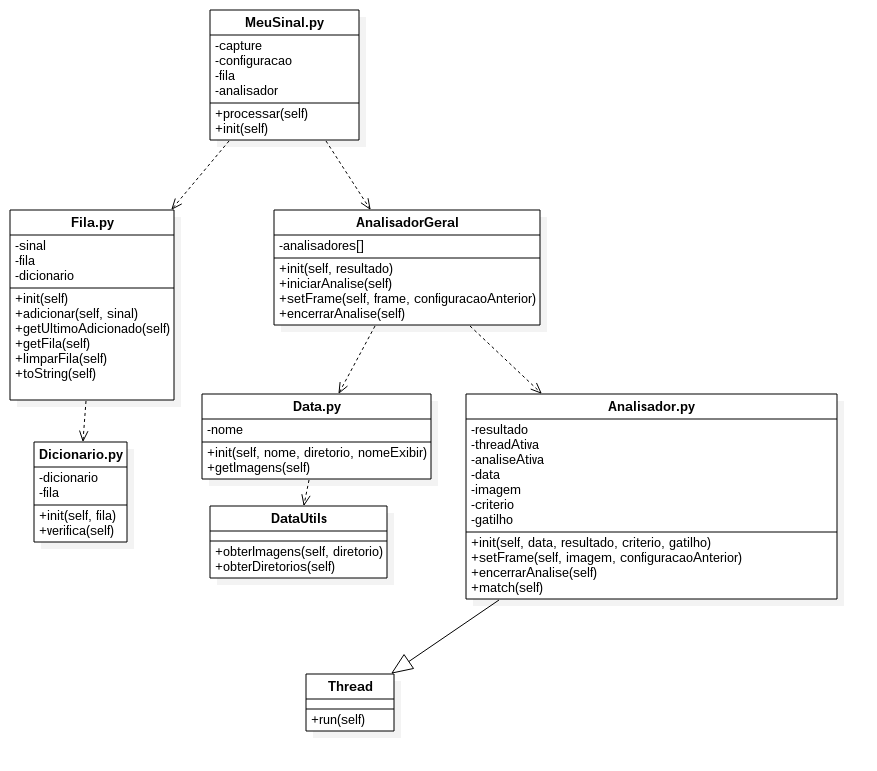 MeuSinal.py
-capture
-configuracao
-fila
-analisador
+processar(self)
+init(self)
Fila.py
-sinal
-fila
-dicionario
+init(self)
+adicionar(self, sinal)
+getUltimoAdicionado(self)
+getFila(self)
+limparFila(self)
+toString(self)
AnalisadorGeral
-analisadores[]
+init(self, resultado)
+iniciarAnalise(self)
+setFrame(self, frame, configuracaoAnterior)
+encerrarAnalise(self)
Dicionario.py
-dicionario
-fila
+init(self, fila)
+verifica(self)
Data.py
-nome
+init(self, nome, diretorio, nomeExibir)
+getImagens(self)
DataUtils
+obterImagens(self, diretorio)
+obterDiretorios(self)
Analisador.py
-resultado
-threadAtiva
-analiseAtiva
-data
-imagem
-criterio
-gatilho
+init(self, data, resultado, criterio, gatilho)
+setFrame(self, imagem, configuracaoAnterior)
+encerrarAnalise(self)
+match(self)
Thread
+run(self)